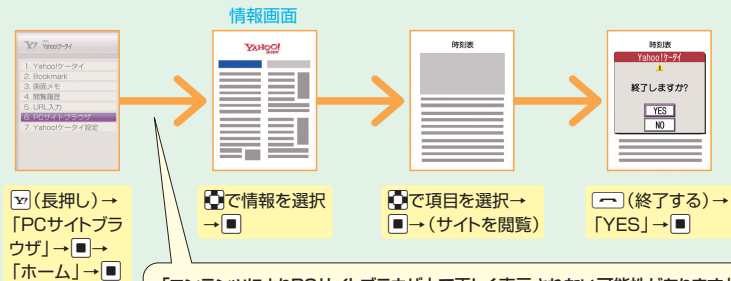 情報画面
Y! Yahoo!ケータイ
1. Yahoo!ケータイ
2. Bookmark
3. 画面メモ
4. 閲覧履歴
5. URL入力
6. PCサイトブラウザ
7. Yahoo!ケータイ設定
YAHOO!
JAPAN
時刻表
時刻表
Yahoo!ケータイ
終了しますか?
YES
NO
Y!(長押し)→
「PCサイトブラ
ウザ」→■→
「ホーム」→■
で情報を選択
→■
で項目を選択→
■→(サイトを閲覧)
(終了する)→
「YES」→■